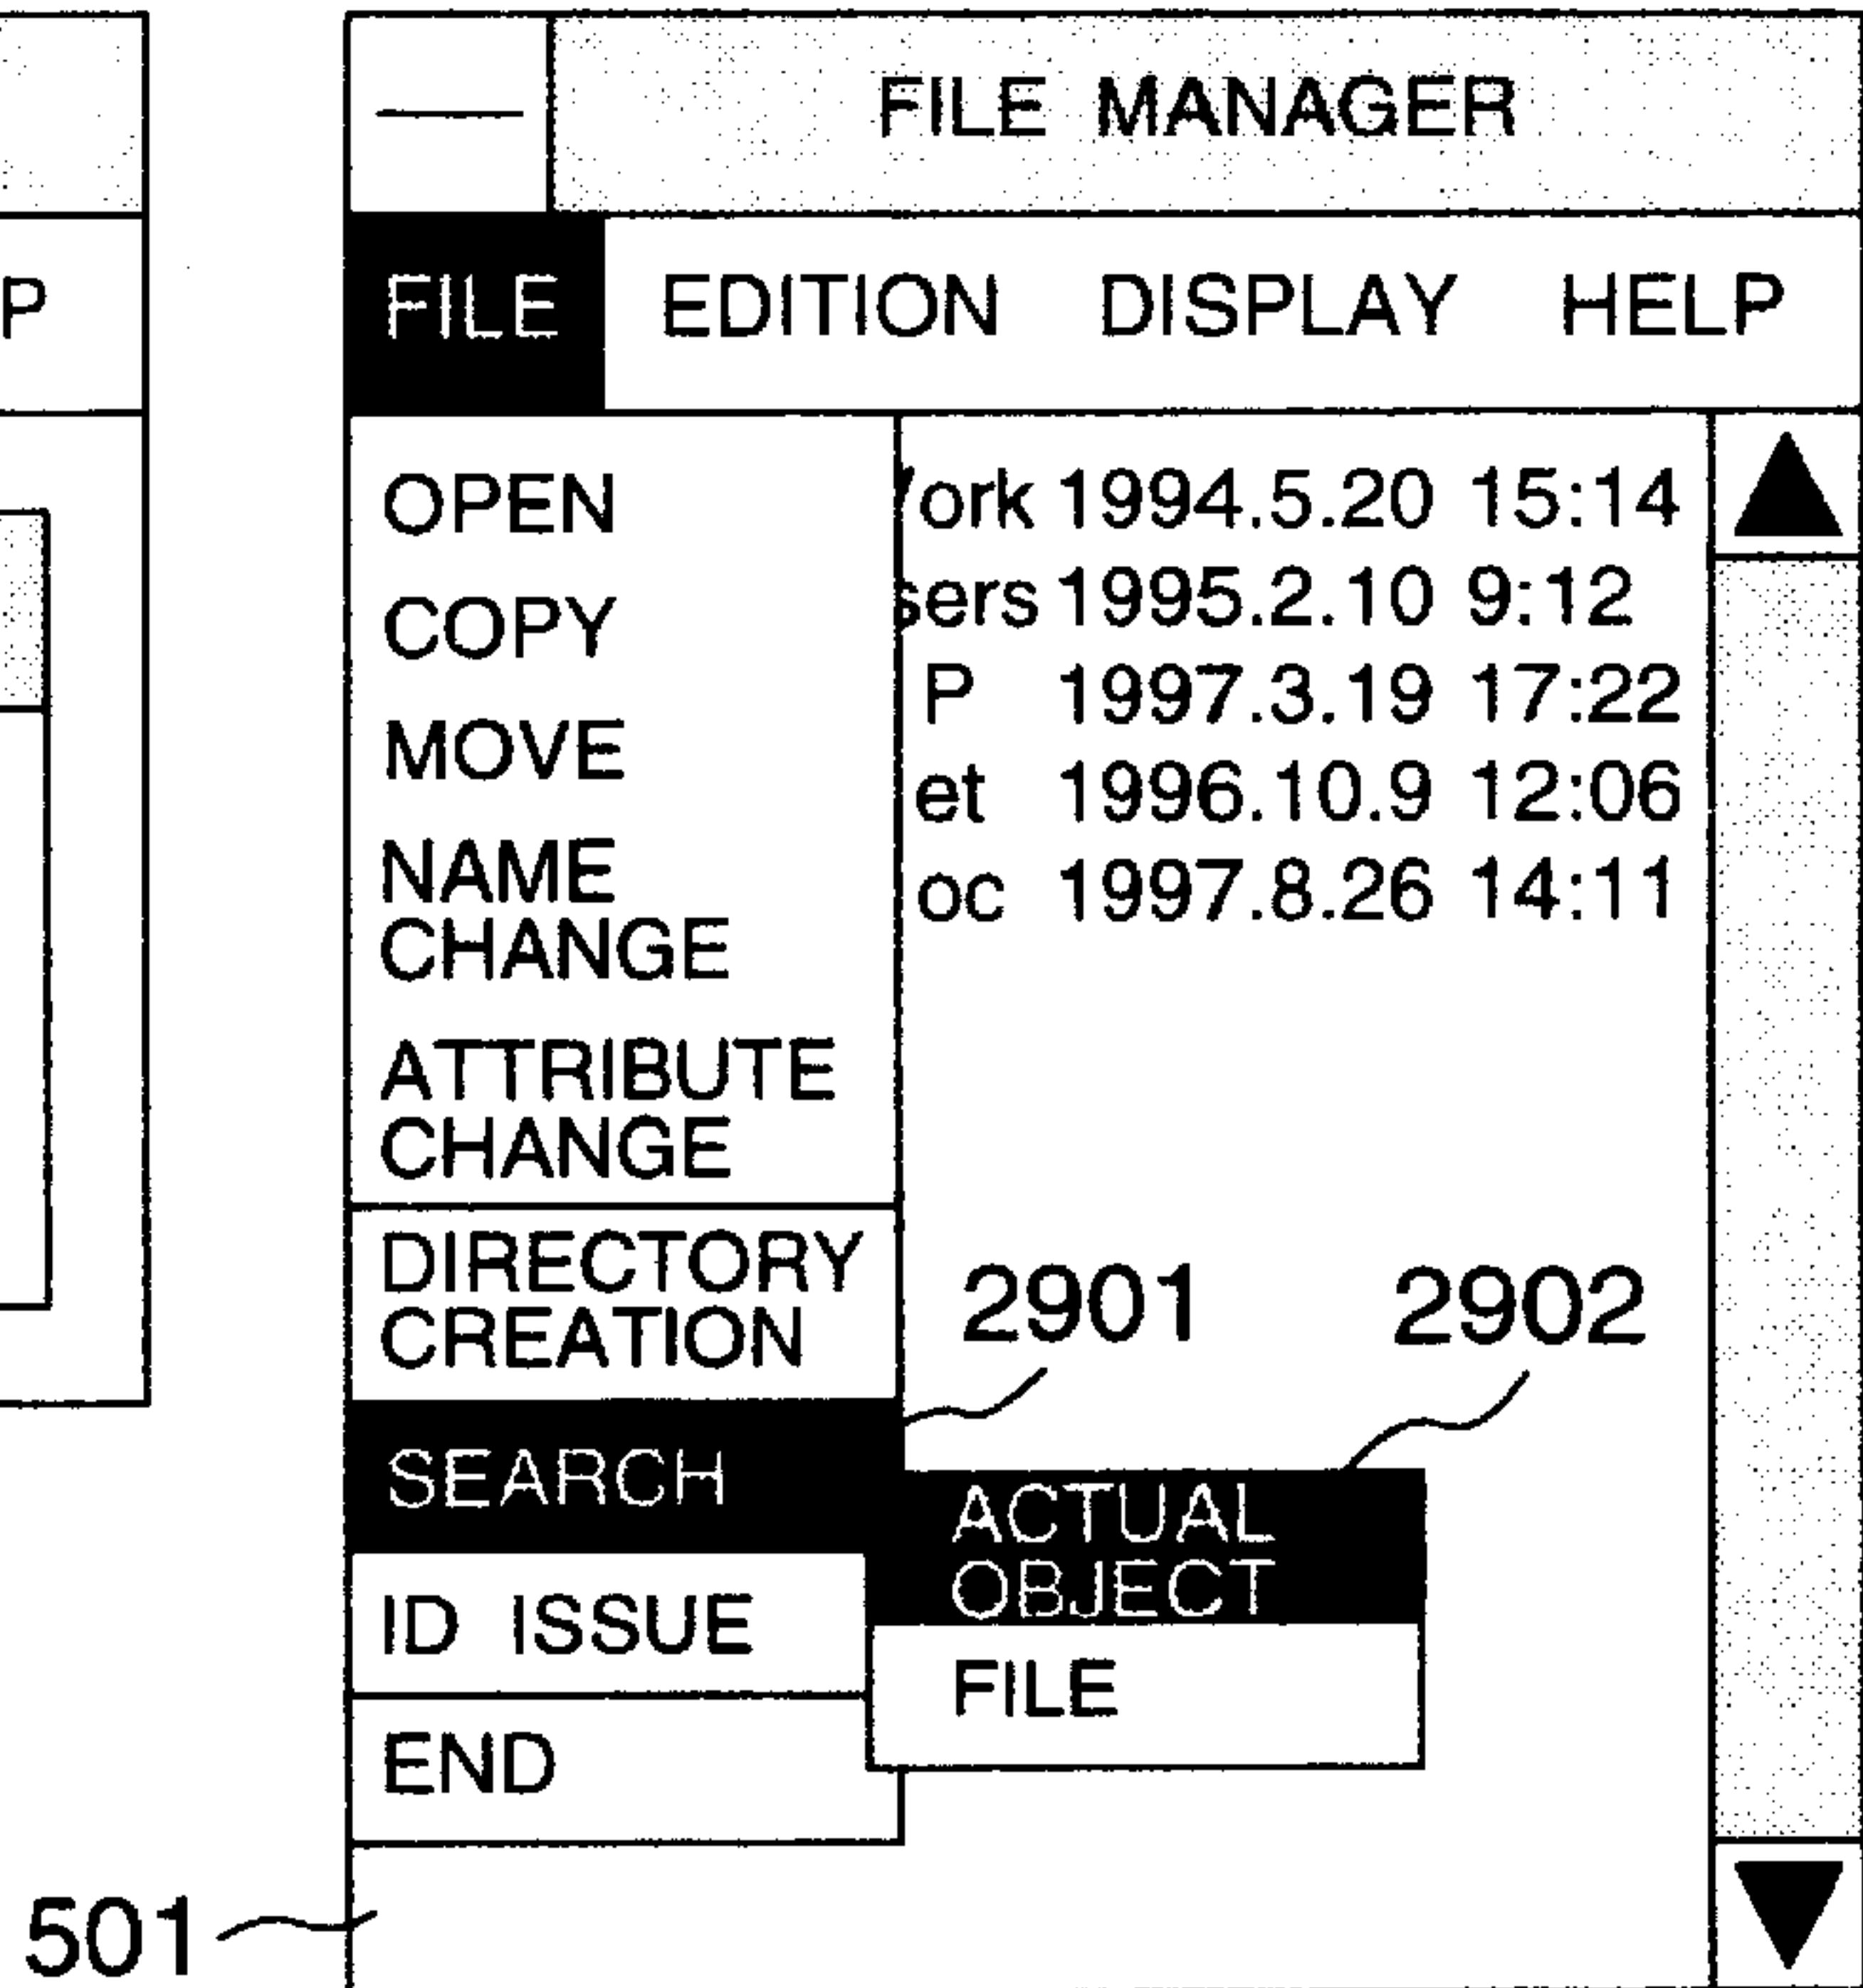 FILE MANAGER
P
FILE EDITION DISPLAY HELP
OPEN
COPY
MOVE
NAME
CHANGE
ATTRIBUTE
CHANGE
DIRECTORY
CREATION
SEARCH
ID ISSUE
END
ork 1994.5.20 15:14
sers 1995.2.10 9:12
P 1997.3.19 17:22
et 1996.10.9 12:06
oc 1997.8.26 14:11
2901
2902
ACTUAL
OBJECT
FILE
501